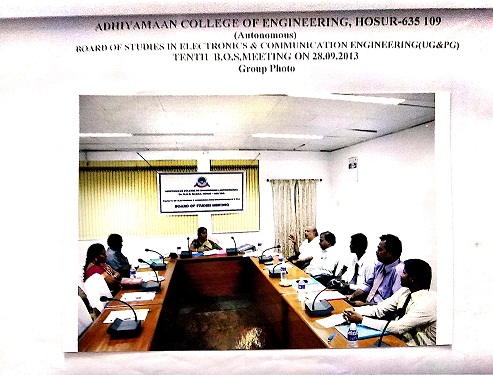 ADHIYAMAAN COLLEGE OF ENGINEERING, HOSUR-635 109
(Autonomous)
BOARD OF STUDIES IN ELECTRONICS & COMMUNICATION ENGINEERING(UG&PG)
TENTH B.O.S,MEETING ON 28.09.2013
Group Photo
BOARD OF STUDIES MEETING